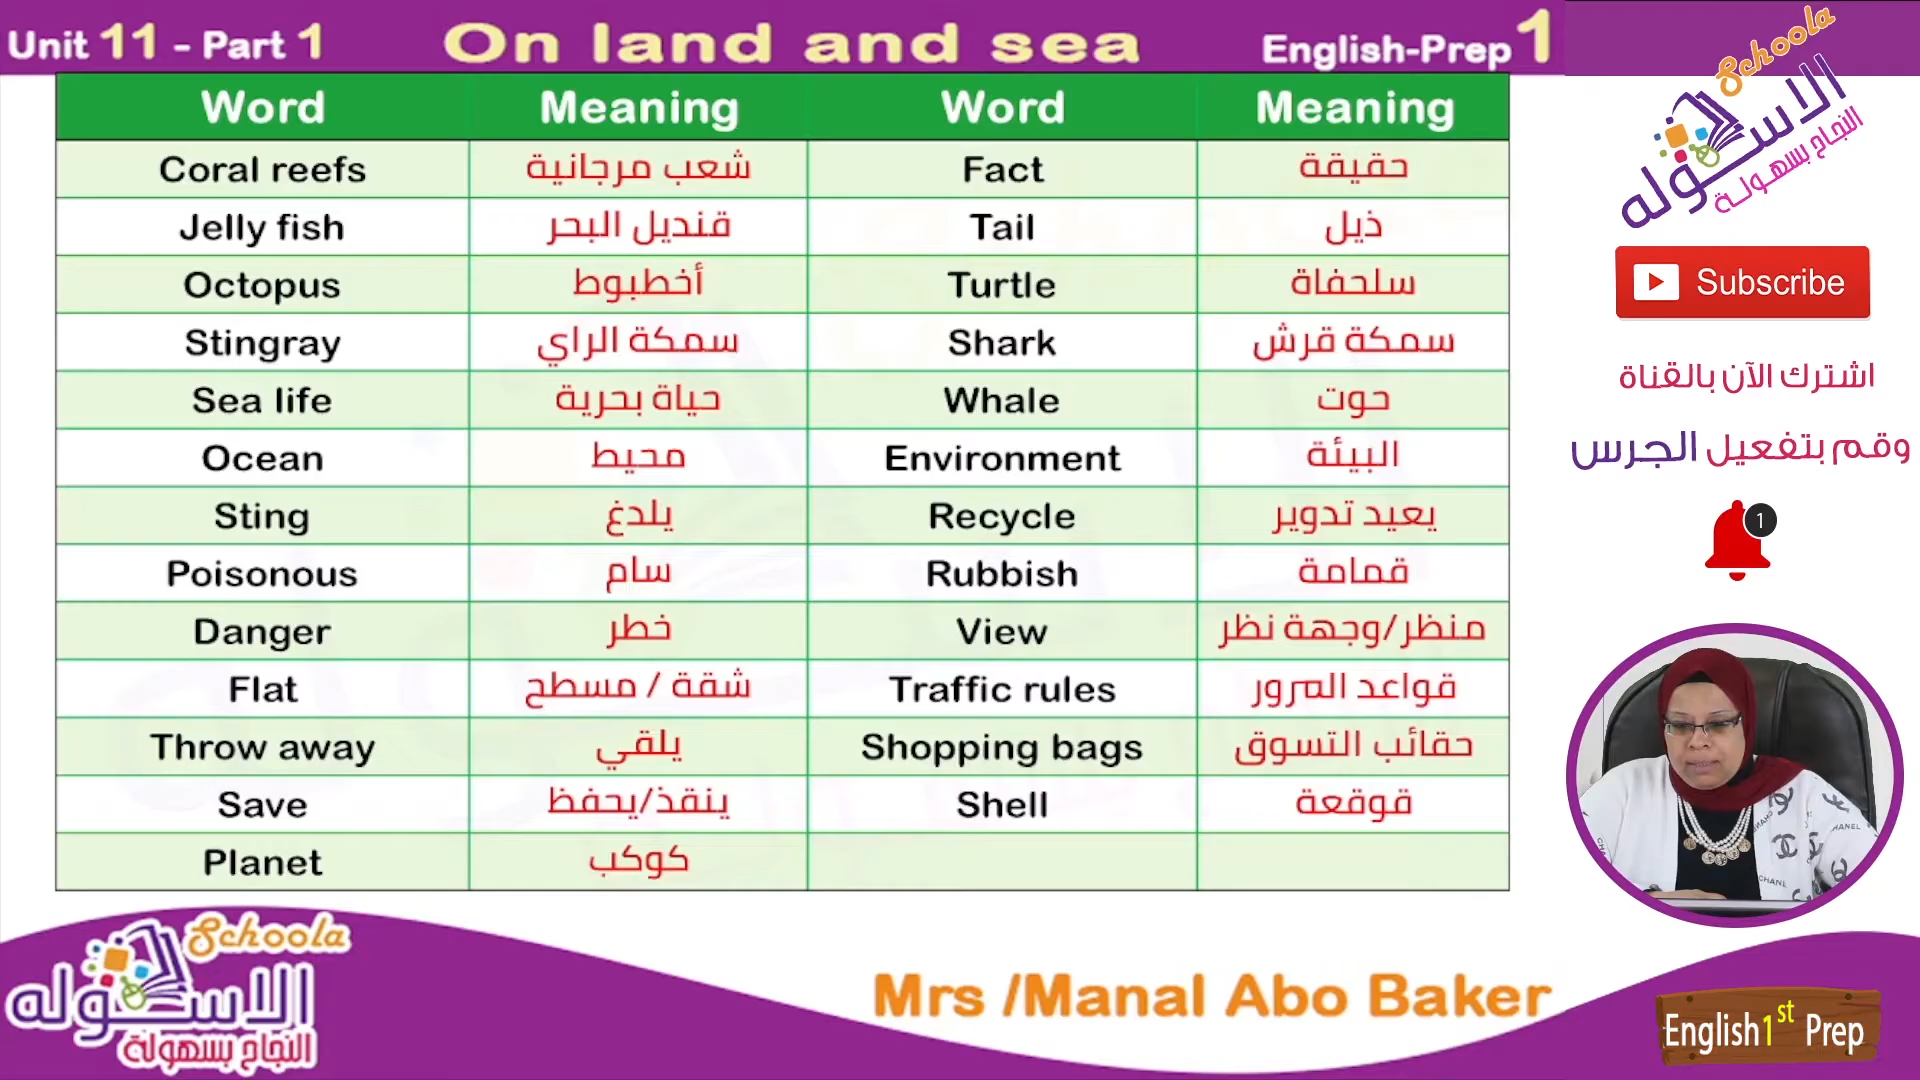 Unit 11 - Part 1 On land and sea English-Prep 1
Word Meaning Word Meaning
Coral reefs شعب مرجانية Fact حقيقة
Jelly fish قنديل البحر Tail ذيل
Octopus أخطبوط Turtle سلحفاة
Stingray سمكة الراي Shark سمكة قرش
Sea life حياة بحرية Whale حوت
Ocean محيط Environment البيئة
Sting يلدغ Recycle يعيد تدوير
Poisonous سام Rubbish قمامة
Danger خطر View منظر/وجهة نظر
Flat شقة / مسطح Traffic rules قواعد المرور
Throw away يلقي Shopping bags حقائب التسوق
Save ينقذ/يحفظ Shell قوقعة
Planet كوكب
Schoola
الاسكوله
النجاح بسهولة
Subscribe
اشترك الآن بالقناة
وقم بتفعيل الجرس
1
CHANEL
HANEL
Schoola
الاسكوله
النجاح بسهولة
Mrs /Manal Abo Baker
English 1st Prep